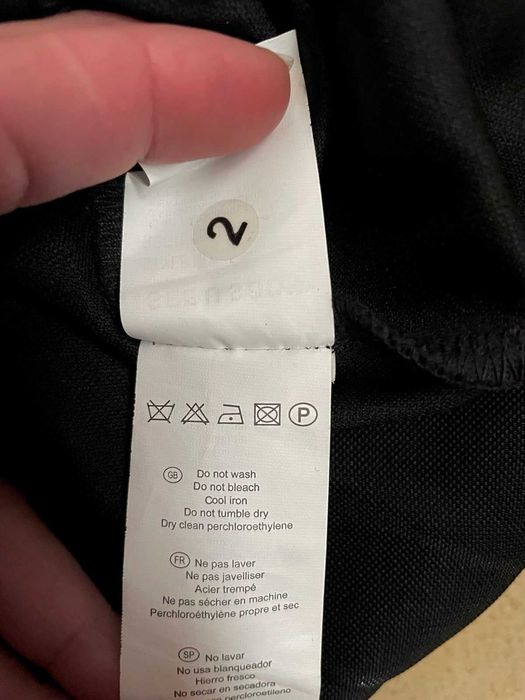 2
P
GB Do not wash
Do not bleach
Cool iron
Do not tumble dry
Dry clean perchloroethylene
FR Ne pas laver
Ne pas javelliser
Acier trempé
Ne pas sécher en machine
Perchloroéthylène propre et sec
SP No lavar
No usa blanqueador
Hierro fresco
No secar en secadora
percloroetileno